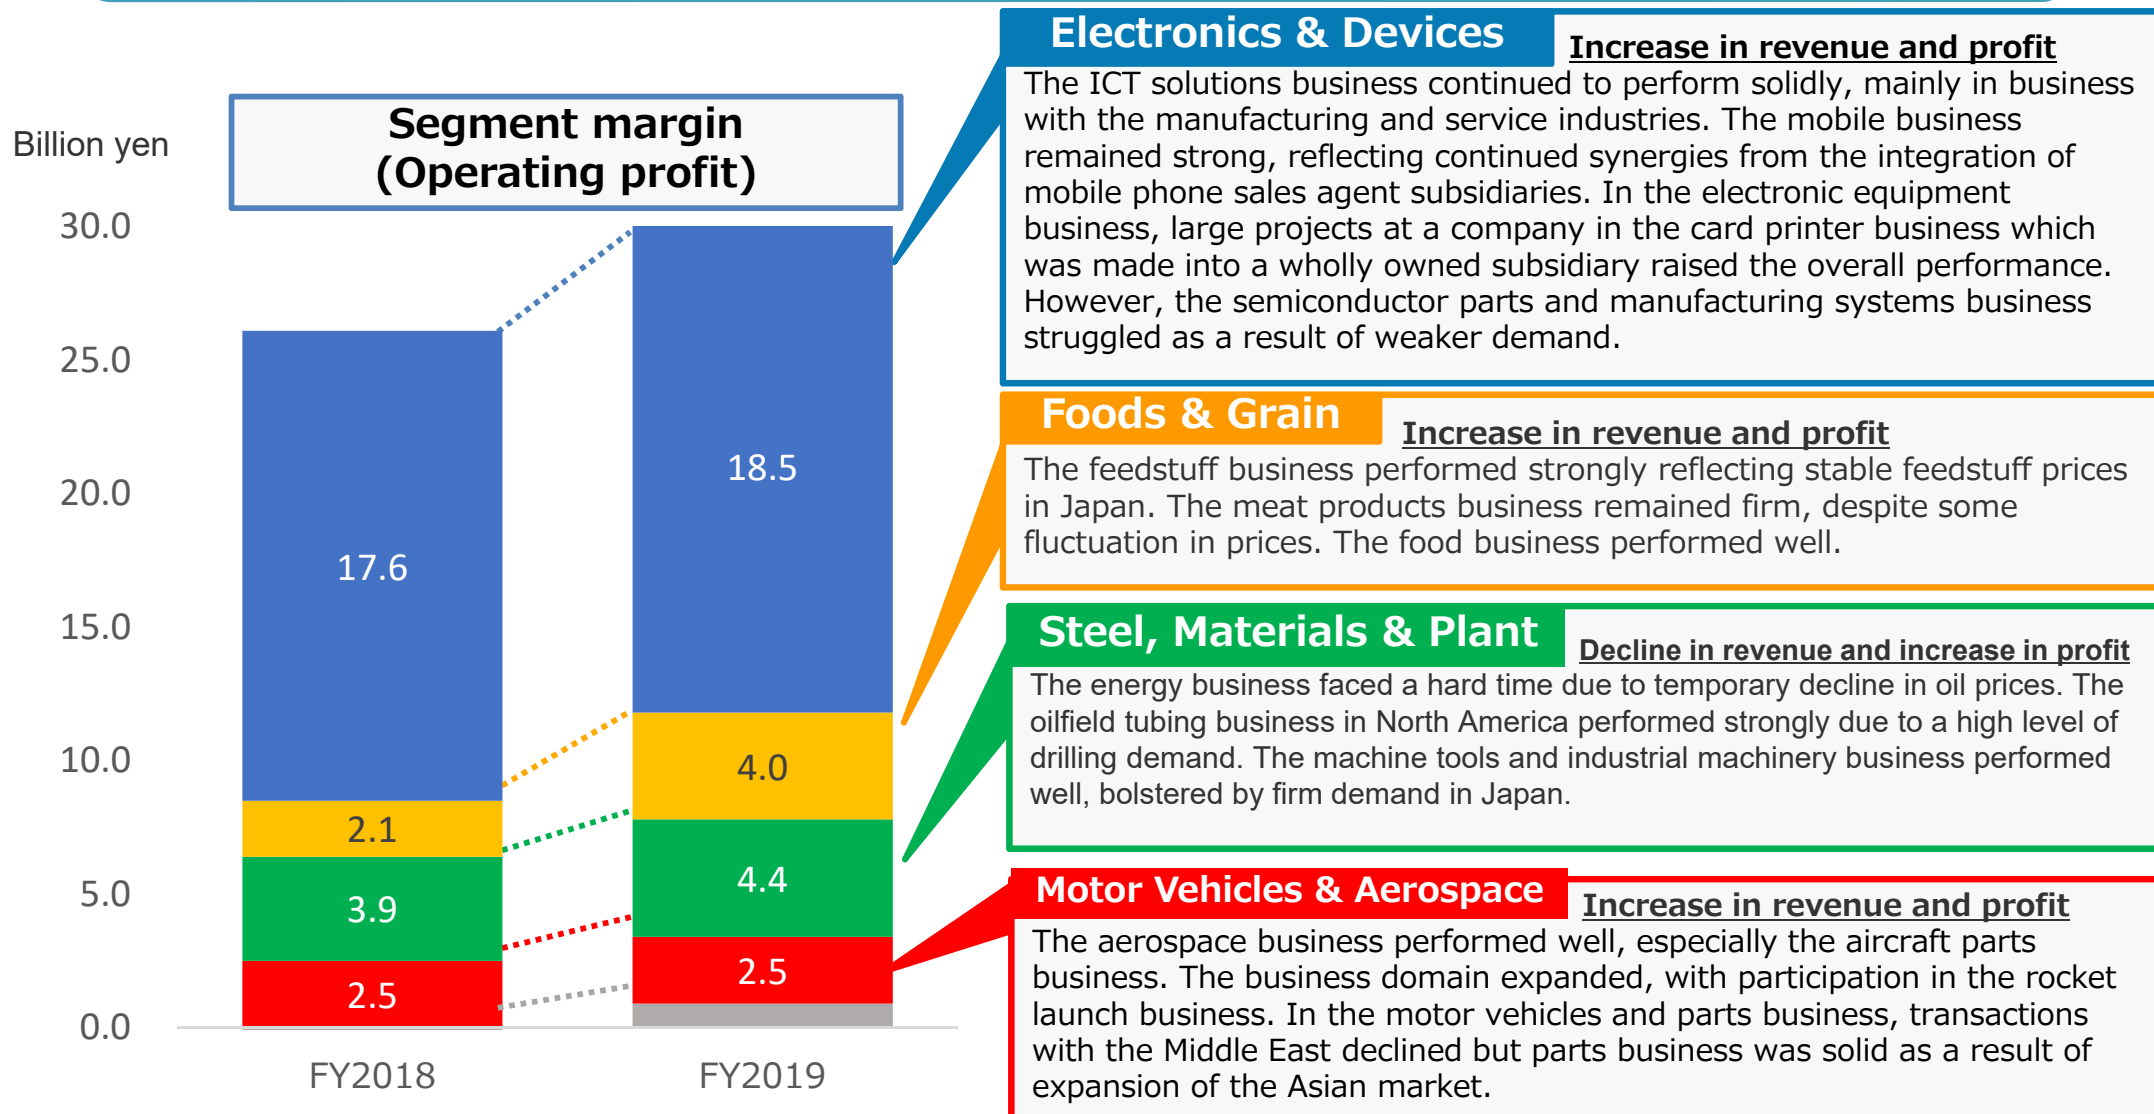 Billion yen
Segment margin
(Operating profit)
30.0
25.0
20.0
15.0
10.0
5.0
0.0
17.6
2.1
3.9
2.5
18.5
4.0
4.4
2.5
FY2018
FY2019
Electronics & Devices
Increase in revenue and profit
The ICT solutions business continued to perform solidly, mainly in business
with the manufacturing and service industries. The mobile business
remained strong, reflecting continued synergies from the integration of
mobile phone sales agent subsidiaries. In the electronic equipment
business, large projects at a company in the card printer business which
was made into a wholly owned subsidiary raised the overall performance.
However, the semiconductor parts and manufacturing systems business
struggled as a result of weaker demand.
Foods & Grain
Increase in revenue and profit
The feedstuff business performed strongly reflecting stable feedstuff prices
in Japan. The meat products business remained firm, despite some
fluctuation in prices. The food business performed well.
Steel, Materials & Plant
Decline in revenue and increase in profit
The energy business faced a hard time due to temporary decline in oil prices. The
oilfield tubing business in North America performed strongly due to a high level of
drilling demand. The machine tools and industrial machinery business performed
well, bolstered by firm demand in Japan.
Motor Vehicles & Aerospace
Increase in revenue and profit
The aerospace business performed well, especially the aircraft parts
business. The business domain expanded, with participation in the rocket
launch business. In the motor vehicles and parts business, transactions
with the Middle East declined but parts business was solid as a result of
expansion of the Asian market.